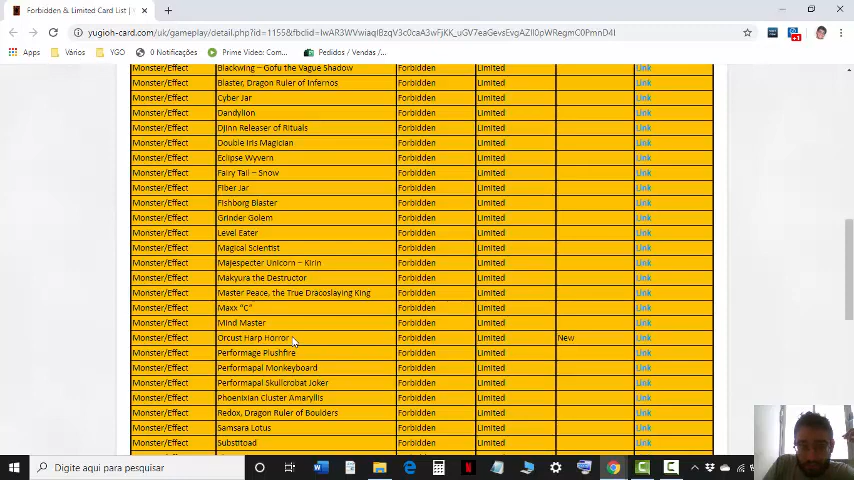 Forbidden & Limited Card List |
yugioh-card.com/uk/gameplay/detail.php?id=1155&fbclid=IwAR3WVwiaqIBzqV3cCaA3wFjKK_uGV7eaGevsEvgAZIl0pWRegmC0PmnD4I
Apps Vários YGO 0 Notificações Prime Video: Com... Pedidos / Vendas /...
Monster/Effect Blackwing – Gofu the Vague Shadow Forbidden Limited Link
Monster/Effect Blaster, Dragon Ruler of Infernos Forbidden Limited Link
Monster/Effect Cyber Jar Forbidden Limited Link
Monster/Effect Dandylion Forbidden Limited Link
Monster/Effect Djinn Releaser of Rituals Forbidden Limited Link
Monster/Effect Double Iris Magician Forbidden Limited Link
Monster/Effect Eclipse Wyvern Forbidden Limited Link
Monster/Effect Fairy Tail – Snow Forbidden Limited Link
Monster/Effect Fiber Jar Forbidden Limited Link
Monster/Effect Fishborg Blaster Forbidden Limited Link
Monster/Effect Grinder Golem Forbidden Limited Link
Monster/Effect Level Eater Forbidden Limited Link
Monster/Effect Magical Scientist Forbidden Limited Link
Monster/Effect Majespecter Unicorn – Kirin Forbidden Limited Link
Monster/Effect Makyura the Destructor Forbidden Limited Link
Monster/Effect Master Peace, the True Dracoslaying King Forbidden Limited Link
Monster/Effect Maxx “C” Forbidden Limited Link
Monster/Effect Mind Master Forbidden Limited Link
Monster/Effect Orcust Harp Horror Forbidden Limited New Link
Monster/Effect Performage Plushfire Forbidden Limited Link
Monster/Effect Performapal Monkeyboard Forbidden Limited Link
Monster/Effect Performapal Skullcrobat Joker Forbidden Limited Link
Monster/Effect Phoenixian Cluster Amaryllis Forbidden Limited Link
Monster/Effect Redox, Dragon Ruler of Boulders Forbidden Limited Link
Monster/Effect Samsara Lotus Forbidden Limited Link
Monster/Effect Substitoad Forbidden Limited Link
Digite aqui para pesquisar